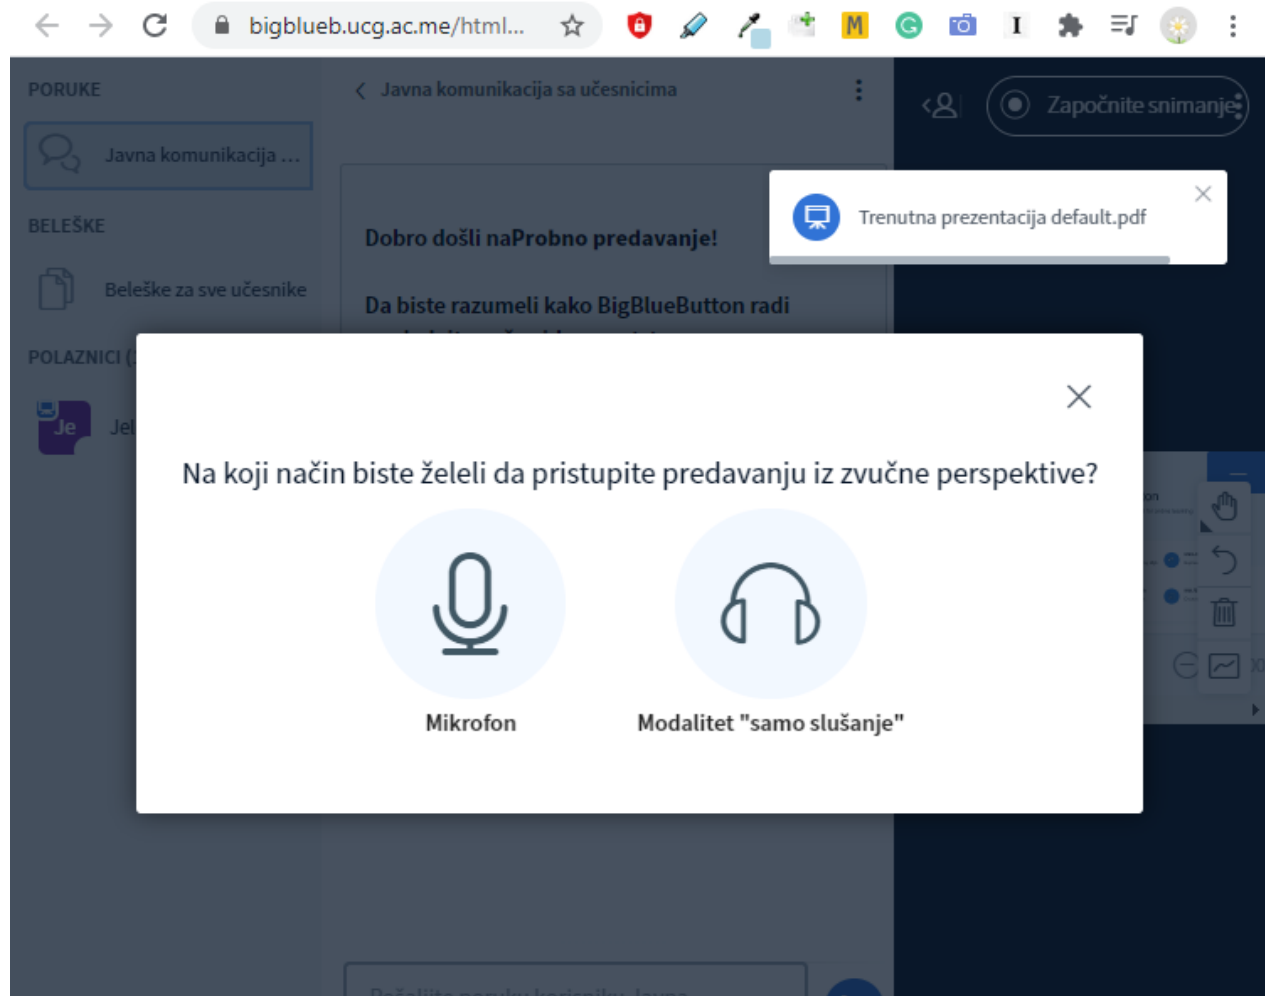 bigblueb.ucg.ac.me/html...
PORUKE
Javna komunikacija sa učesnicima
Započnite snimanje
Javna komunikacija ...
Trenutna prezentacija default.pdf
BELEŠKE
Dobro došli naProbno predavanje!
Beleške za sve učesnike
Da biste razumeli kako BigBlueButton radi
POLAZNICI (
Je
Jel
Na koji način biste želeli da pristupite predavanju iz zvučne perspektive?
Mikrofon
Modalitet "samo slušanje"